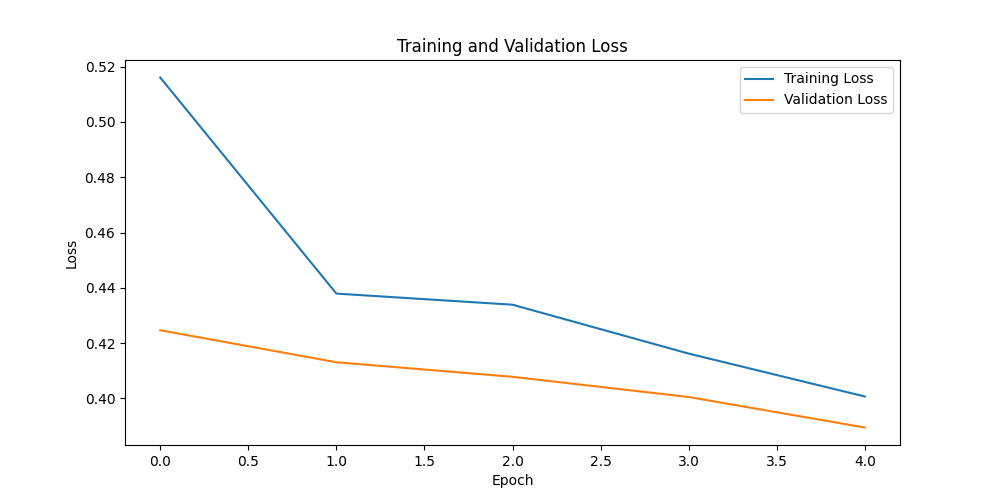 Training and Validation Loss
Training Loss
Validation Loss
0.52
0.50
0.48
0.46
0.44
0.42
0.40
Loss
0.0 0.5 1.0 1.5 2.0 2.5 3.0 3.5 4.0
Epoch